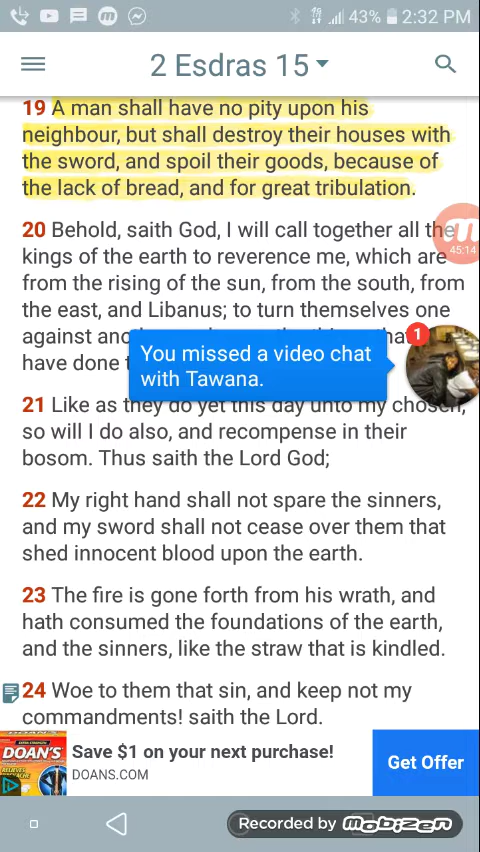 4G 43% 2:32 PM
2 Esdras 15
19 A man shall have no pity upon his
neighbour, but shall destroy their houses with
the sword, and spoil their goods, because of
the lack of bread, and for great tribulation.
20 Behold, saith God, I will call together all the
kings of the earth to reverence me, which are
45:14
from the rising of the sun, from the south, from
the east, and Libanus; to turn themselves one
against
have done
1
You missed a video chat
with Tawana.
21 Like as they do yet this day unto my chosen,
so will I do also, and recompense in their
bosom. Thus saith the Lord God;
22 My right hand shall not spare the sinners,
and my sword shall not cease over them that
shed innocent blood upon the earth.
23 The fire is gone forth from his wrath, and
hath consumed the foundations of the earth,
and the sinners, like the straw that is kindled.
24 Woe to them that sin, and keep not my
commandments! saith the Lord.
DOAN'S
RELIEVES
BACKACHE
Save $1 on your next purchase!
DOANS.COM
Get Offer
Recorded by mobizen